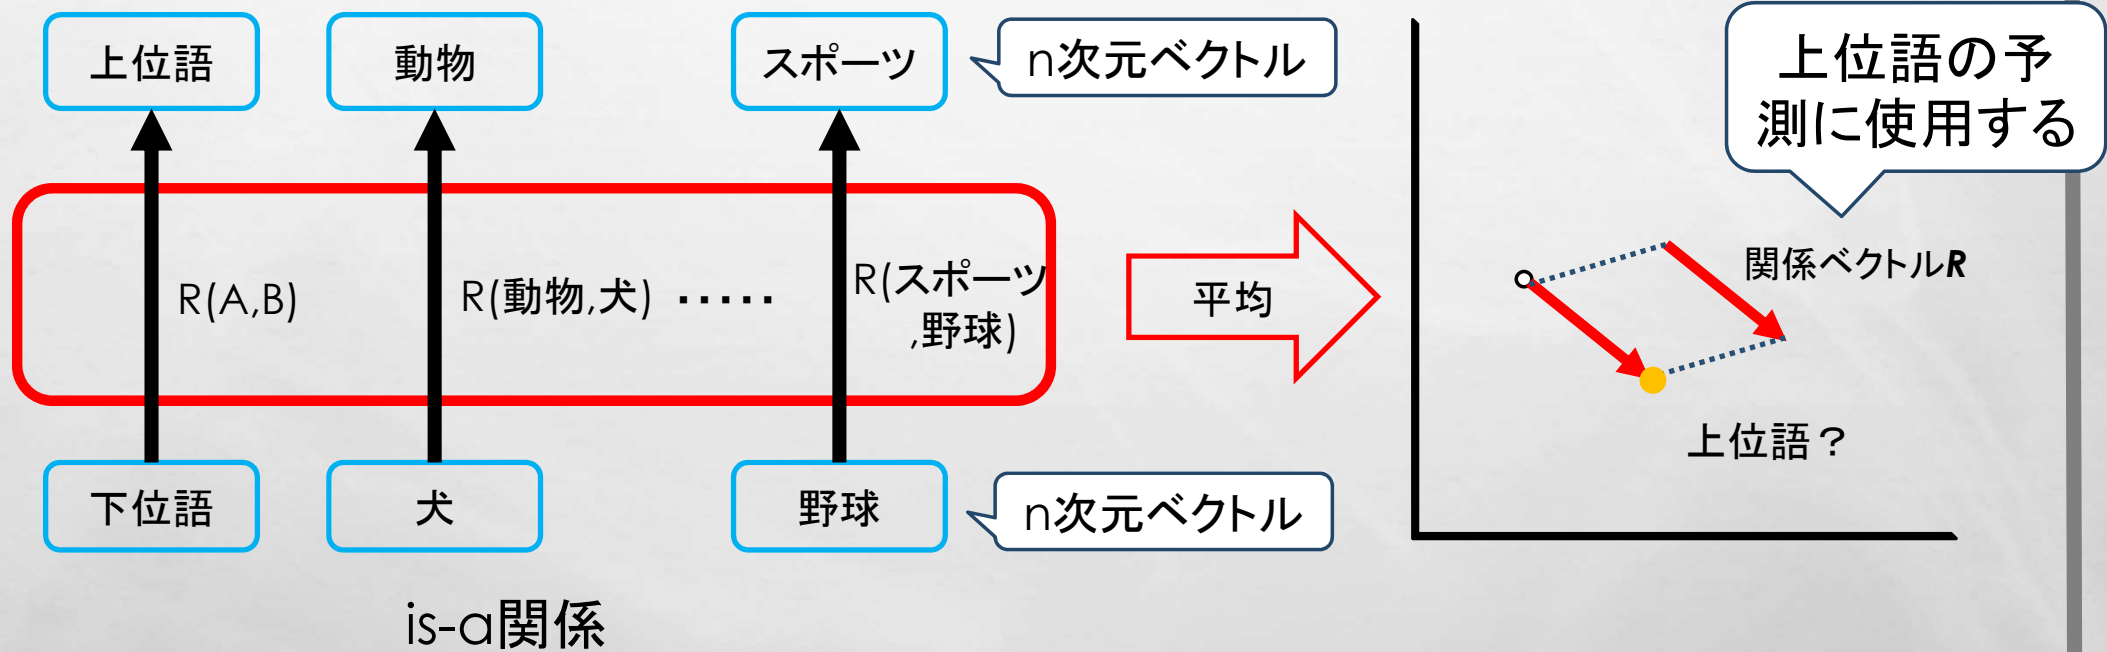 上位語
動物
スポーツ
n次元ベクトル
R(A,B)
R(動物,犬)
・・・・・
R(スポーツ
,野球)
下位語
犬
野球
n次元ベクトル
is-a関係
平均
上位語の予
測に使用する
関係ベクトルR
上位語？